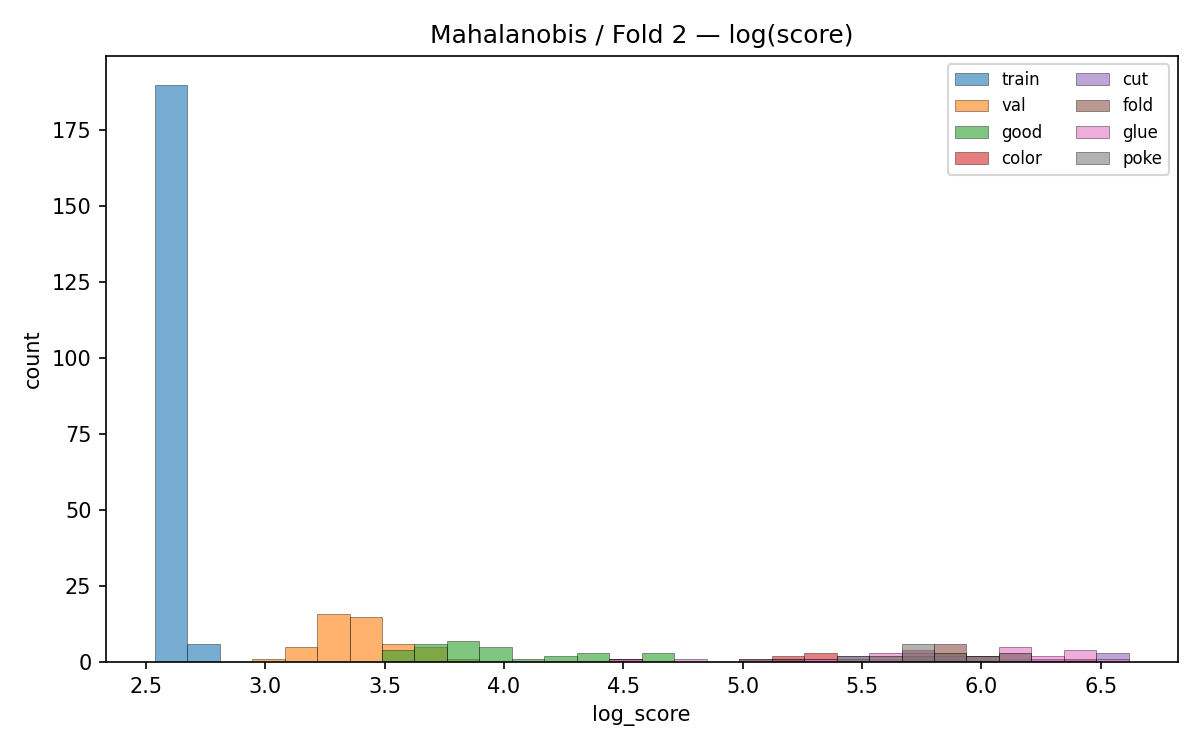 Mahalanobis / Fold 2 — log(score)
train
val
good
color
cut
fold
glue
poke
count
175
150
125
100
75
50
25
0
2.5 3.0 3.5 4.0 4.5 5.0 5.5 6.0 6.5
log_score